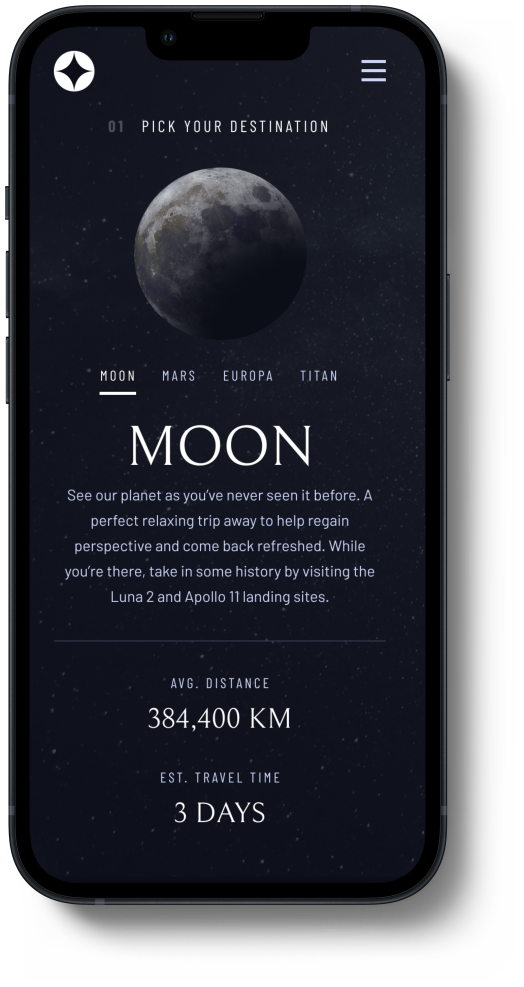 01 PICK YOUR DESTINATION
MOON MARS EUROPA TITAN
MOON
See our planet as you’ve never seen it before. A
perfect relaxing trip away to help regain
perspective and come back refreshed. While
you’re there, take in some history by visiting the
Luna 2 and Apollo 11 landing sites.
AVG. DISTANCE
384,400 KM
EST. TRAVEL TIME
3 DAYS